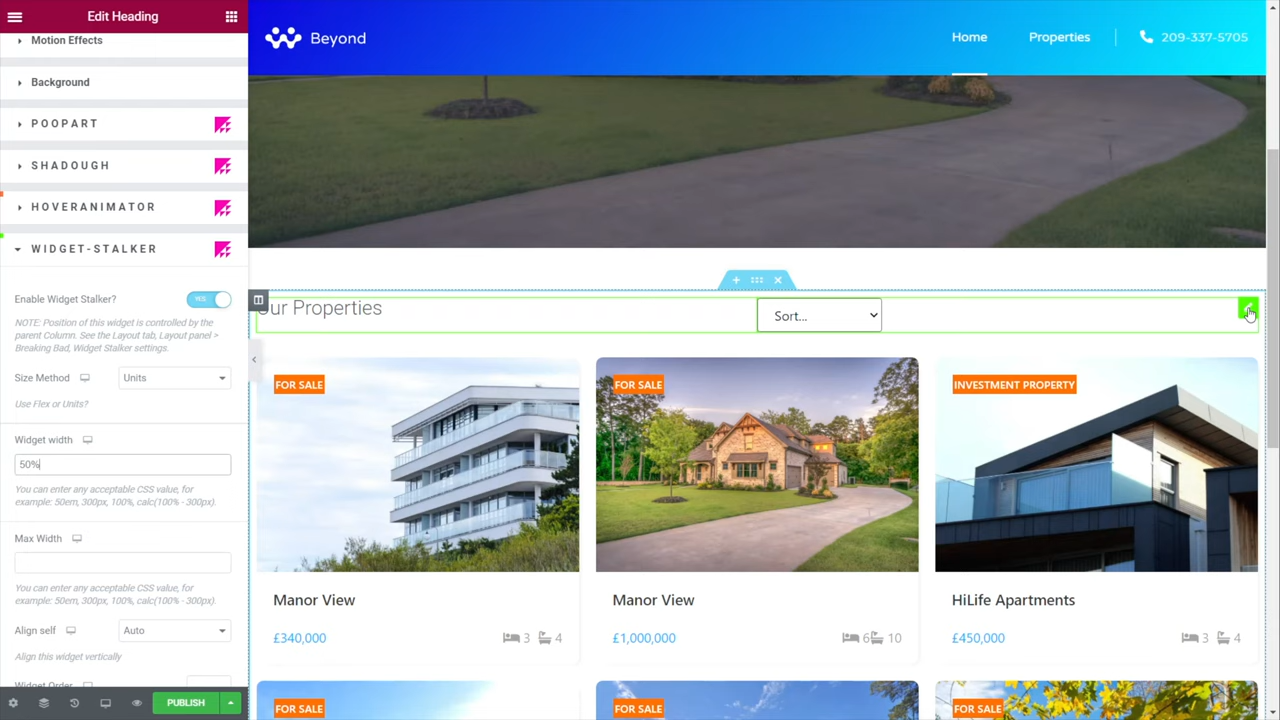 Edit Heading
Motion Effects
Background
POOPART
SHADOUGH
HOVERANIMATOR
WIDGET-STALKER
Enable Widget Stalker?
YES
NOTE: Position of this widget is controlled by the
parent Column. See the Layout tab, Layout panel >
Breaking Bad, Widget Stalker settings.
Size Method
Units
Use Flex or Units?
Widget width
50%
You can enter any acceptable CSS value, for
example: 50em, 300px, 100%, calc(100% - 300px).
Max Width
You can enter any acceptable CSS value, for
example: 50em, 300px, 100%, calc(100% - 300px).
Align self
Auto
Align this widget vertically
Widget Order
PUBLISH
Beyond
Home
Properties
209-337-5705
Our Properties
Sort...
FOR SALE
FOR SALE
INVESTMENT PROPERTY
Manor View
Manor View
HiLife Apartments
£340,000
3
4
£1,000,000
6
10
£450,000
3
4
FOR SALE
FOR SALE
FOR SALE